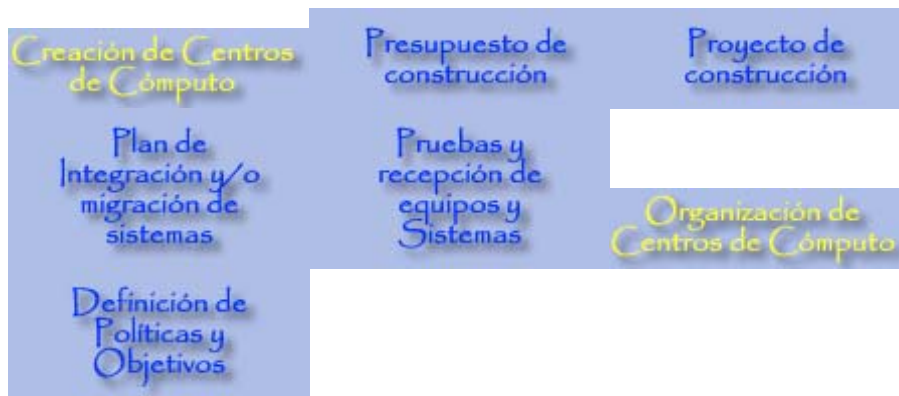 Creación de Centros
de Cómputo
Presupuesto de
construcción
Proyecto de
construcción
Plan de
Integración y/o
migración de
sistemas
Pruebas y
recepción de
equipos y
Sistemas
Organización de
Centros de Cómputo
Definición de
Políticas y
Objetivos